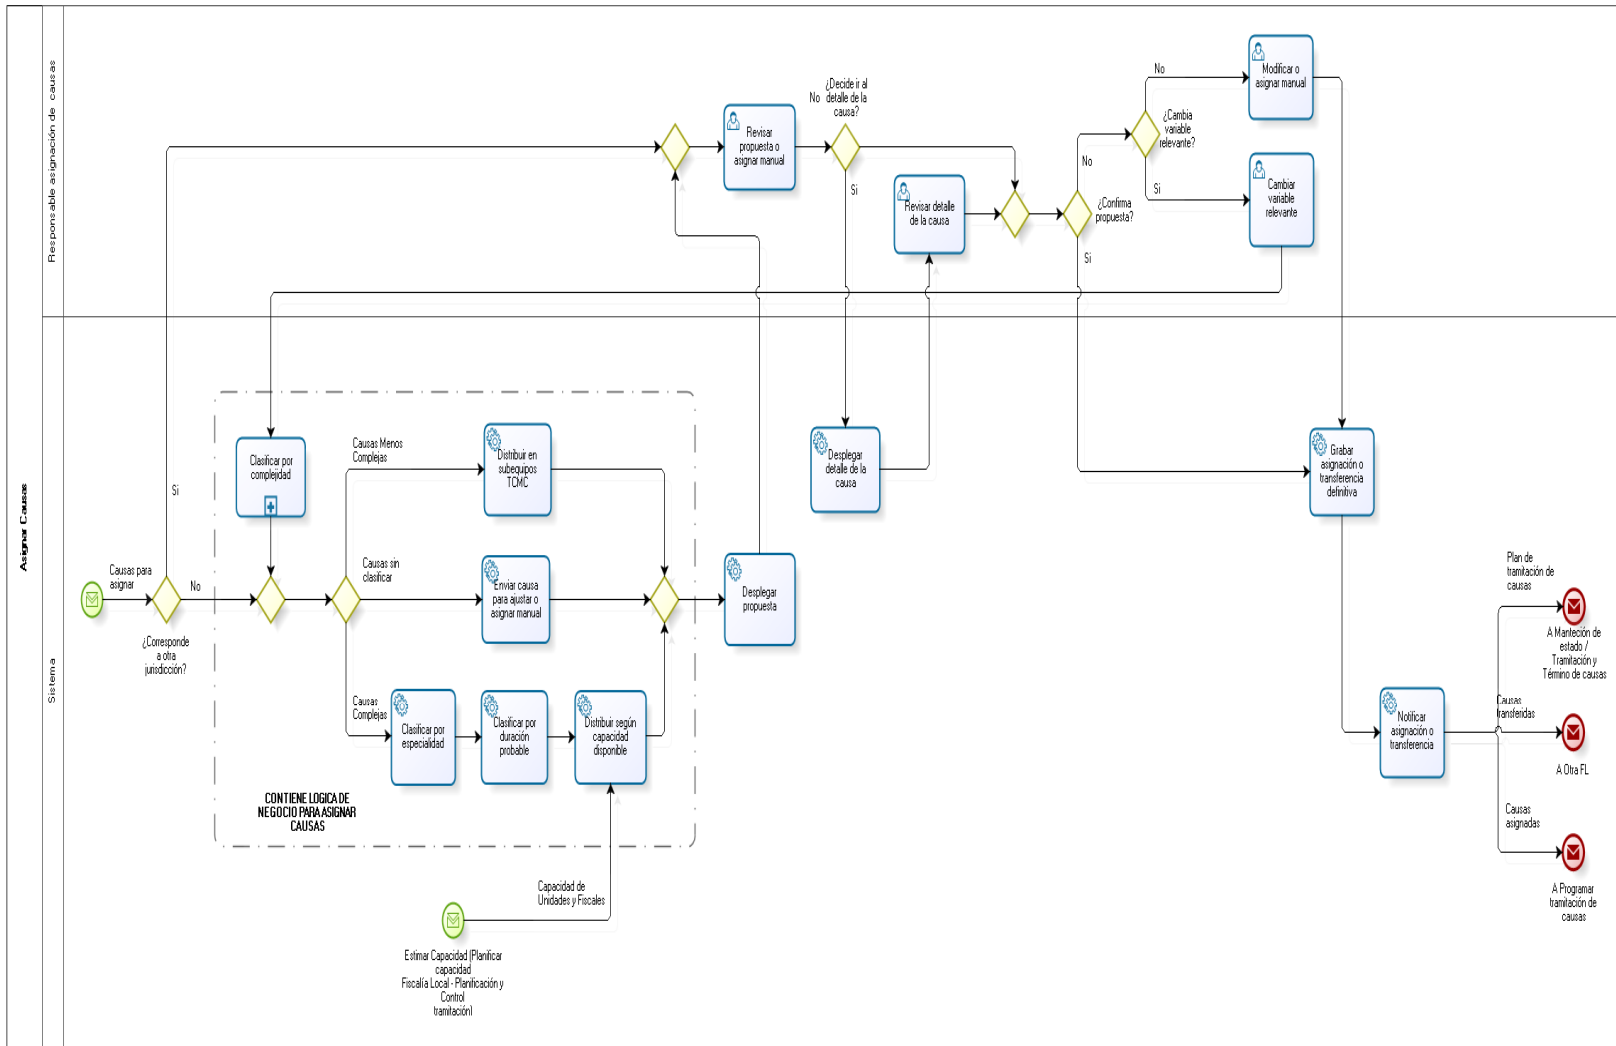 Asignar Causas
Responsable asignación de causas
Sistema
Revisar
propuesta o
asignar manual
¿Decide ir al
detalle de la
causa?
No
Si
Revisar detalle
de la causa
¿Confirma
propuesta?
No
Si
¿Cambia
variable
relevante?
No
Si
Modificar o
asignar manual
Cambiar
variable
relevante
Causas para
asignar
Si
No
¿Corresponde
a otra
jurisdicción?
Clasificar por
complejidad
Causas Menos
Complejas
Distribuir en
subequipos
TCMC
Causas sin
clasificar
Enviar causa
para ajustar o
asignar manual
Causas
Complejas
Clasificar por
especialidad
Clasificar por
duración
probable
Distribuir según
capacidad
disponible
CONTIENE LOGICA DE
NEGOCIO PARA ASIGNAR
CAUSAS
Desplegar
propuesta
Desplegar
detalle de la
causa
Grabar
asignación o
transferencia
definitiva
Notificar
asignación o
transferencia
Plan de
tramitación de
causas
A Manteción de
estado /
Tramitación y
Término de causas
Causas
transferidas
A Otra FL
Causas
asignadas
A Programar
tramitación de
causas
Capacidad de
Unidades y Fiscales
Estimar Capacidad (Planificar
capacidad
Fiscalía Local - Planificación y
Control
tramitación)